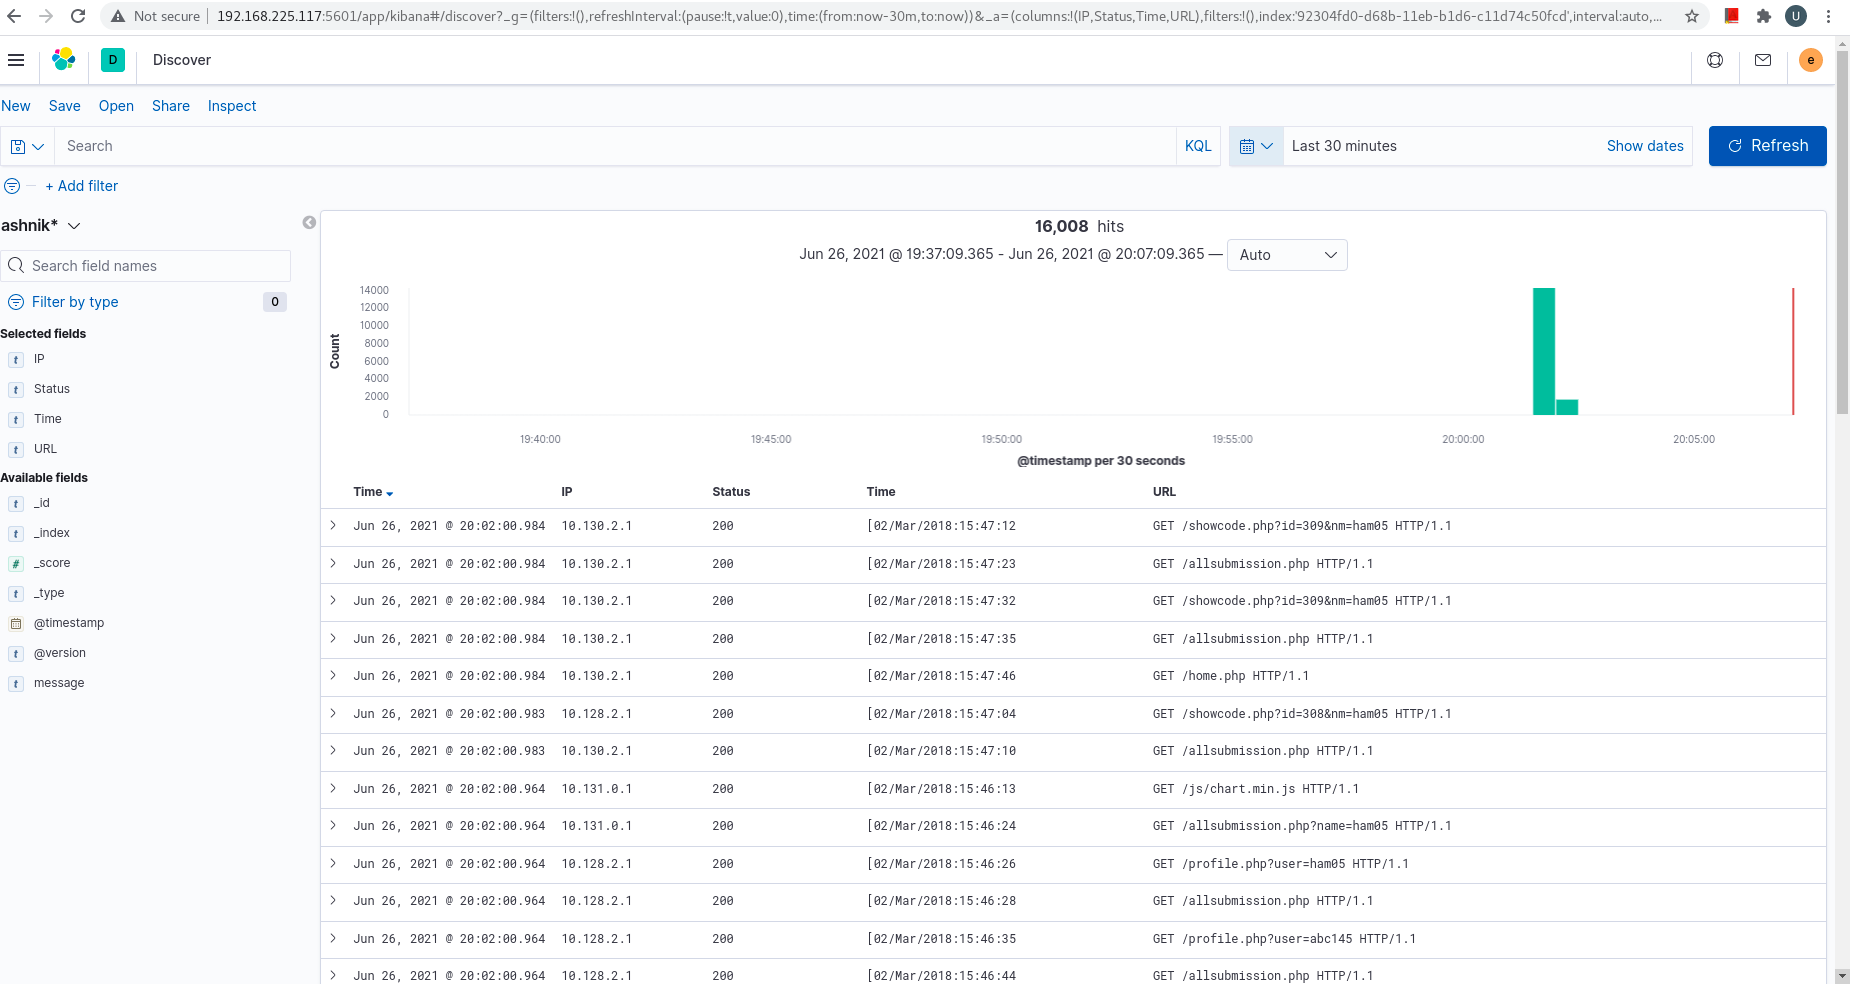 Not secure 192.168.225.117:5601/app/kibana#/discover?_g=(filters:!(),refreshInterval:(pause:!t,value:0),time:(from:now-30m,to:now))&_a=(columns:!(IP,Status,Time,URL),filters:!(),index:'92304fd0-d68b-11eb-b1d6-c11d74c50fcd',interval:auto,... U
D Discover e
New Save Open Share Inspect
Search KQL Last 30 minutes Show dates Refresh
+ Add filter
ashnik*
16,008 hits
Jun 26, 2021 @ 19:37:09.365 - Jun 26, 2021 @ 20:07:09.365 — Auto
Search field names
Filter by type 0
Selected fields
t IP
t Status
t Time
t URL
Available fields
t _id
t _index
# _score
t _type
@timestamp
t @version
t message
Count
14000
12000
10000
8000
6000
4000
2000
0
19:40:00 19:45:00 19:50:00 19:55:00 20:00:00 20:05:00
@timestamp per 30 seconds
Time IP Status Time URL
Jun 26, 2021 @ 20:02:00.984 10.130.2.1 200 [02/Mar/2018:15:47:12 GET /showcode.php?id=309&nm=ham05 HTTP/1.1
Jun 26, 2021 @ 20:02:00.984 10.130.2.1 200 [02/Mar/2018:15:47:23 GET /allsubmission.php HTTP/1.1
Jun 26, 2021 @ 20:02:00.984 10.130.2.1 200 [02/Mar/2018:15:47:32 GET /showcode.php?id=309&nm=ham05 HTTP/1.1
Jun 26, 2021 @ 20:02:00.984 10.130.2.1 200 [02/Mar/2018:15:47:35 GET /allsubmission.php HTTP/1.1
Jun 26, 2021 @ 20:02:00.984 10.130.2.1 200 [02/Mar/2018:15:47:46 GET /home.php HTTP/1.1
Jun 26, 2021 @ 20:02:00.983 10.128.2.1 200 [02/Mar/2018:15:47:04 GET /showcode.php?id=308&nm=ham05 HTTP/1.1
Jun 26, 2021 @ 20:02:00.983 10.130.2.1 200 [02/Mar/2018:15:47:10 GET /allsubmission.php HTTP/1.1
Jun 26, 2021 @ 20:02:00.964 10.131.0.1 200 [02/Mar/2018:15:46:13 GET /js/chart.min.js HTTP/1.1
Jun 26, 2021 @ 20:02:00.964 10.131.0.1 200 [02/Mar/2018:15:46:24 GET /allsubmission.php?name=ham05 HTTP/1.1
Jun 26, 2021 @ 20:02:00.964 10.128.2.1 200 [02/Mar/2018:15:46:26 GET /profile.php?user=ham05 HTTP/1.1
Jun 26, 2021 @ 20:02:00.964 10.128.2.1 200 [02/Mar/2018:15:46:28 GET /allsubmission.php HTTP/1.1
Jun 26, 2021 @ 20:02:00.964 10.128.2.1 200 [02/Mar/2018:15:46:35 GET /profile.php?user=abc145 HTTP/1.1
Jun 26, 2021 @ 20:02:00.964 10.128.2.1 200 [02/Mar/2018:15:46:44 GET /allsubmission.php HTTP/1.1